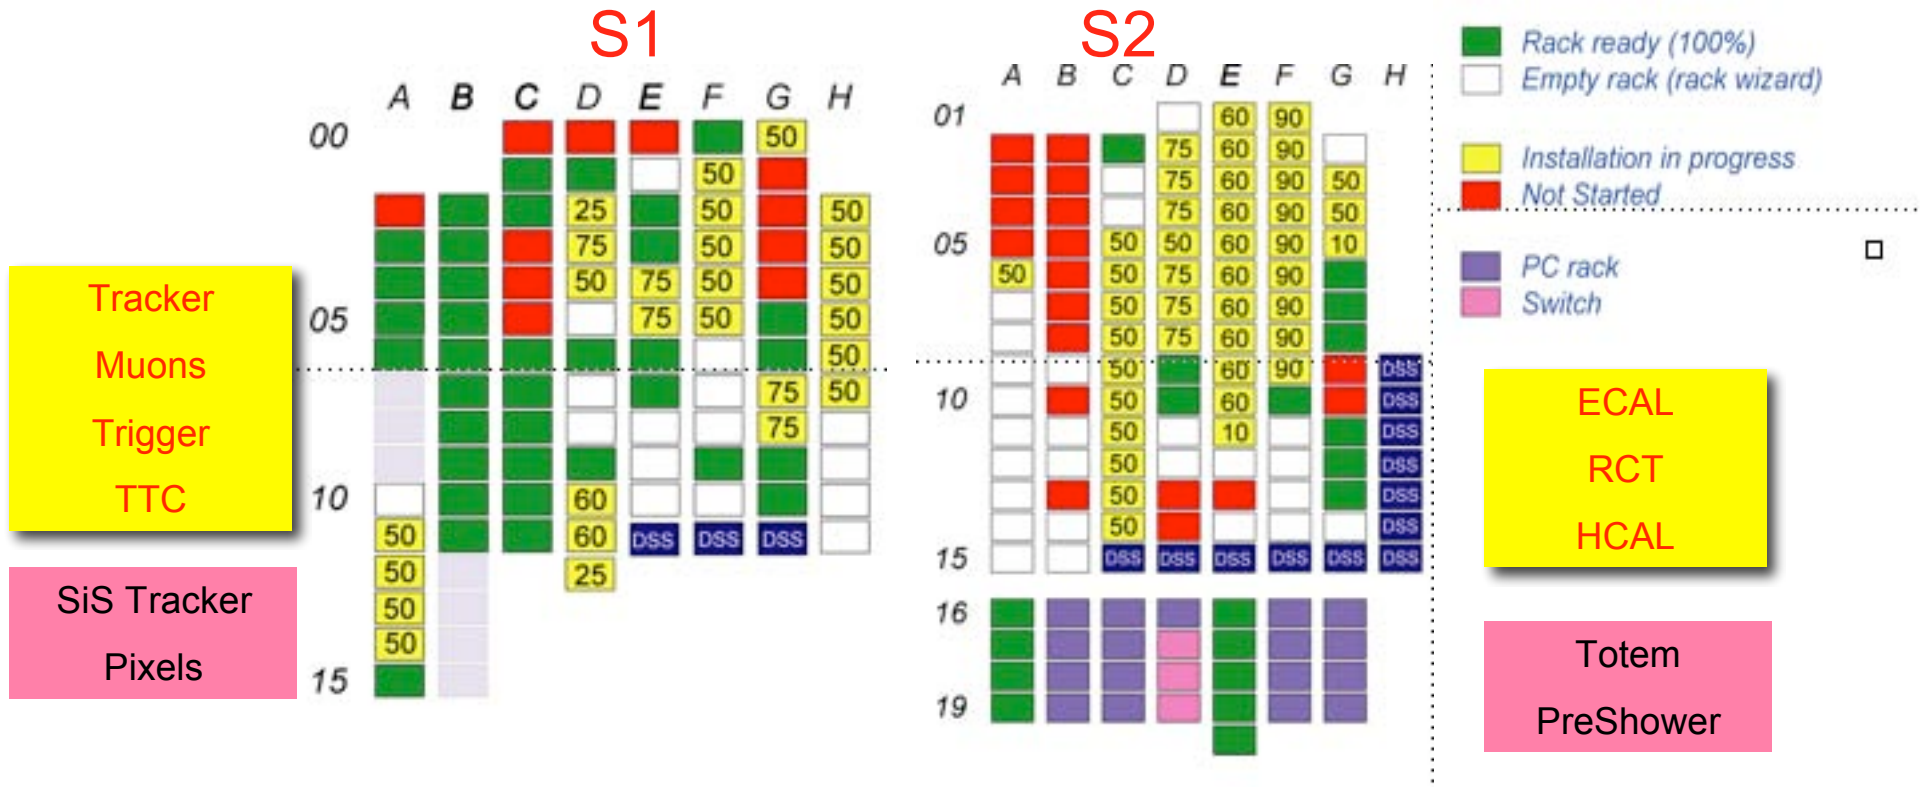 S1 S2
Rack ready (100%)
Empty rack (rack wizard)
Installation in progress
Not Started
PC rack
Switch
A B C D E F G H
00 50
50
25 50 50
75 50 50
50 75 50 50
05 75 50 50
50
75 50
75
10 60
50 60 DSS DSS DSS
50 25
50
50
15
A B C D E F G H
01 60 90
75 60 90
75 60 90 50
75 60 90 50
05 50 50 60 90 10
50 50 75 60 90
50 75 60 90
50 75 60 90
50 60 90 DSS
10 50 60 DSS
50 10 DSS
50 DSS
50 DSS
50 DSS
15 DSS DSS DSS DSS DSS DSS
16
19
Tracker
Muons
Trigger
TTC
SiS Tracker
Pixels
ECAL
RCT
HCAL
Totem
PreShower